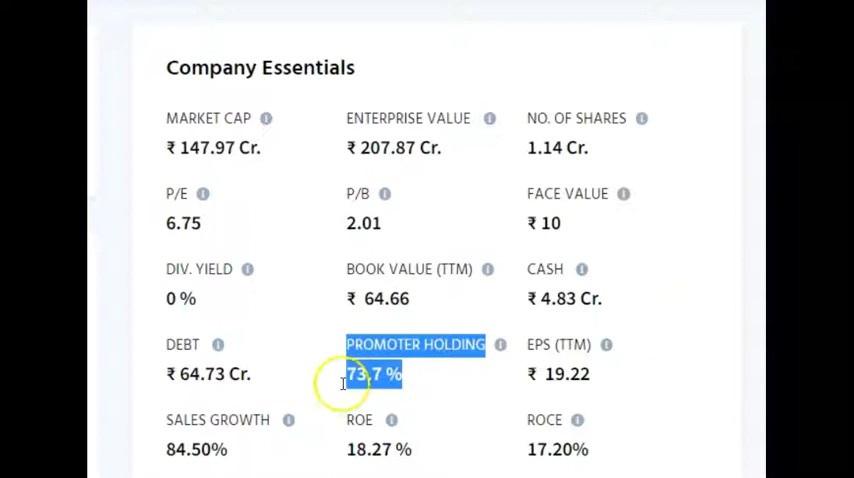 Company Essentials
MARKET CAP ENTERPRISE VALUE NO. OF SHARES
₹ 147.97 Cr. ₹ 207.87 Cr. 1.14 Cr.
P/E P/B FACE VALUE
6.75 2.01 ₹ 10
DIV. YIELD BOOK VALUE (TTM) CASH
0 % ₹ 64.66 ₹ 4.83 Cr.
DEBT PROMOTER HOLDING EPS (TTM)
₹ 64.73 Cr. 73.7 % ₹ 19.22
SALES GROWTH ROE ROCE
84.50% 18.27 % 17.20%